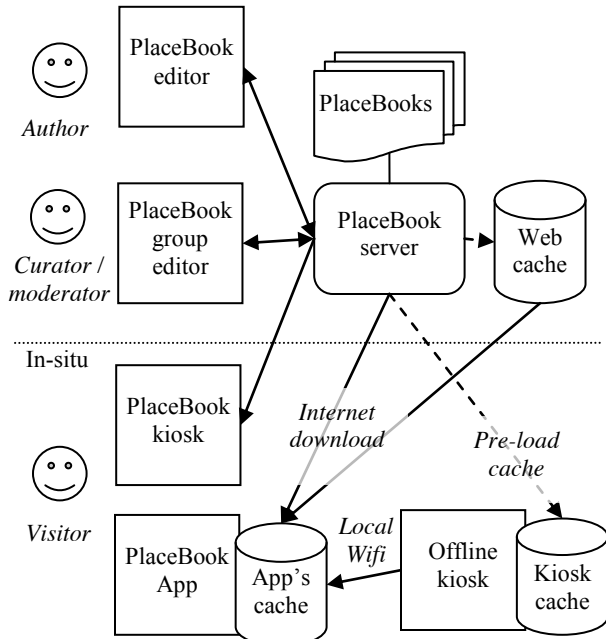 PlaceBook
editor
Author
PlaceBooks
PlaceBook
group
editor
Curator /
moderator
PlaceBook
server
Web
cache
In-situ
PlaceBook
kiosk
Internet
download
Pre-load
cache
Visitor
PlaceBook
App
App's
cache
Local
Wifi
Offline
kiosk
Kiosk
cache